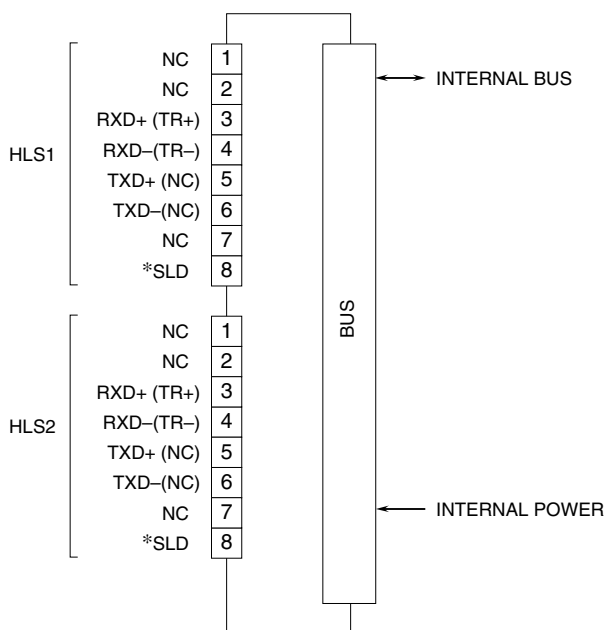 HLS1
NC 1
NC 2
RXD+ (TR+) 3
RXD–(TR–) 4
TXD+ (NC) 5
TXD–(NC) 6
NC 7
*SLD 8
HLS2
NC 1
NC 2
RXD+ (TR+) 3
RXD–(TR–) 4
TXD+ (NC) 5
TXD–(NC) 6
NC 7
*SLD 8
BUS
INTERNAL BUS
INTERNAL POWER